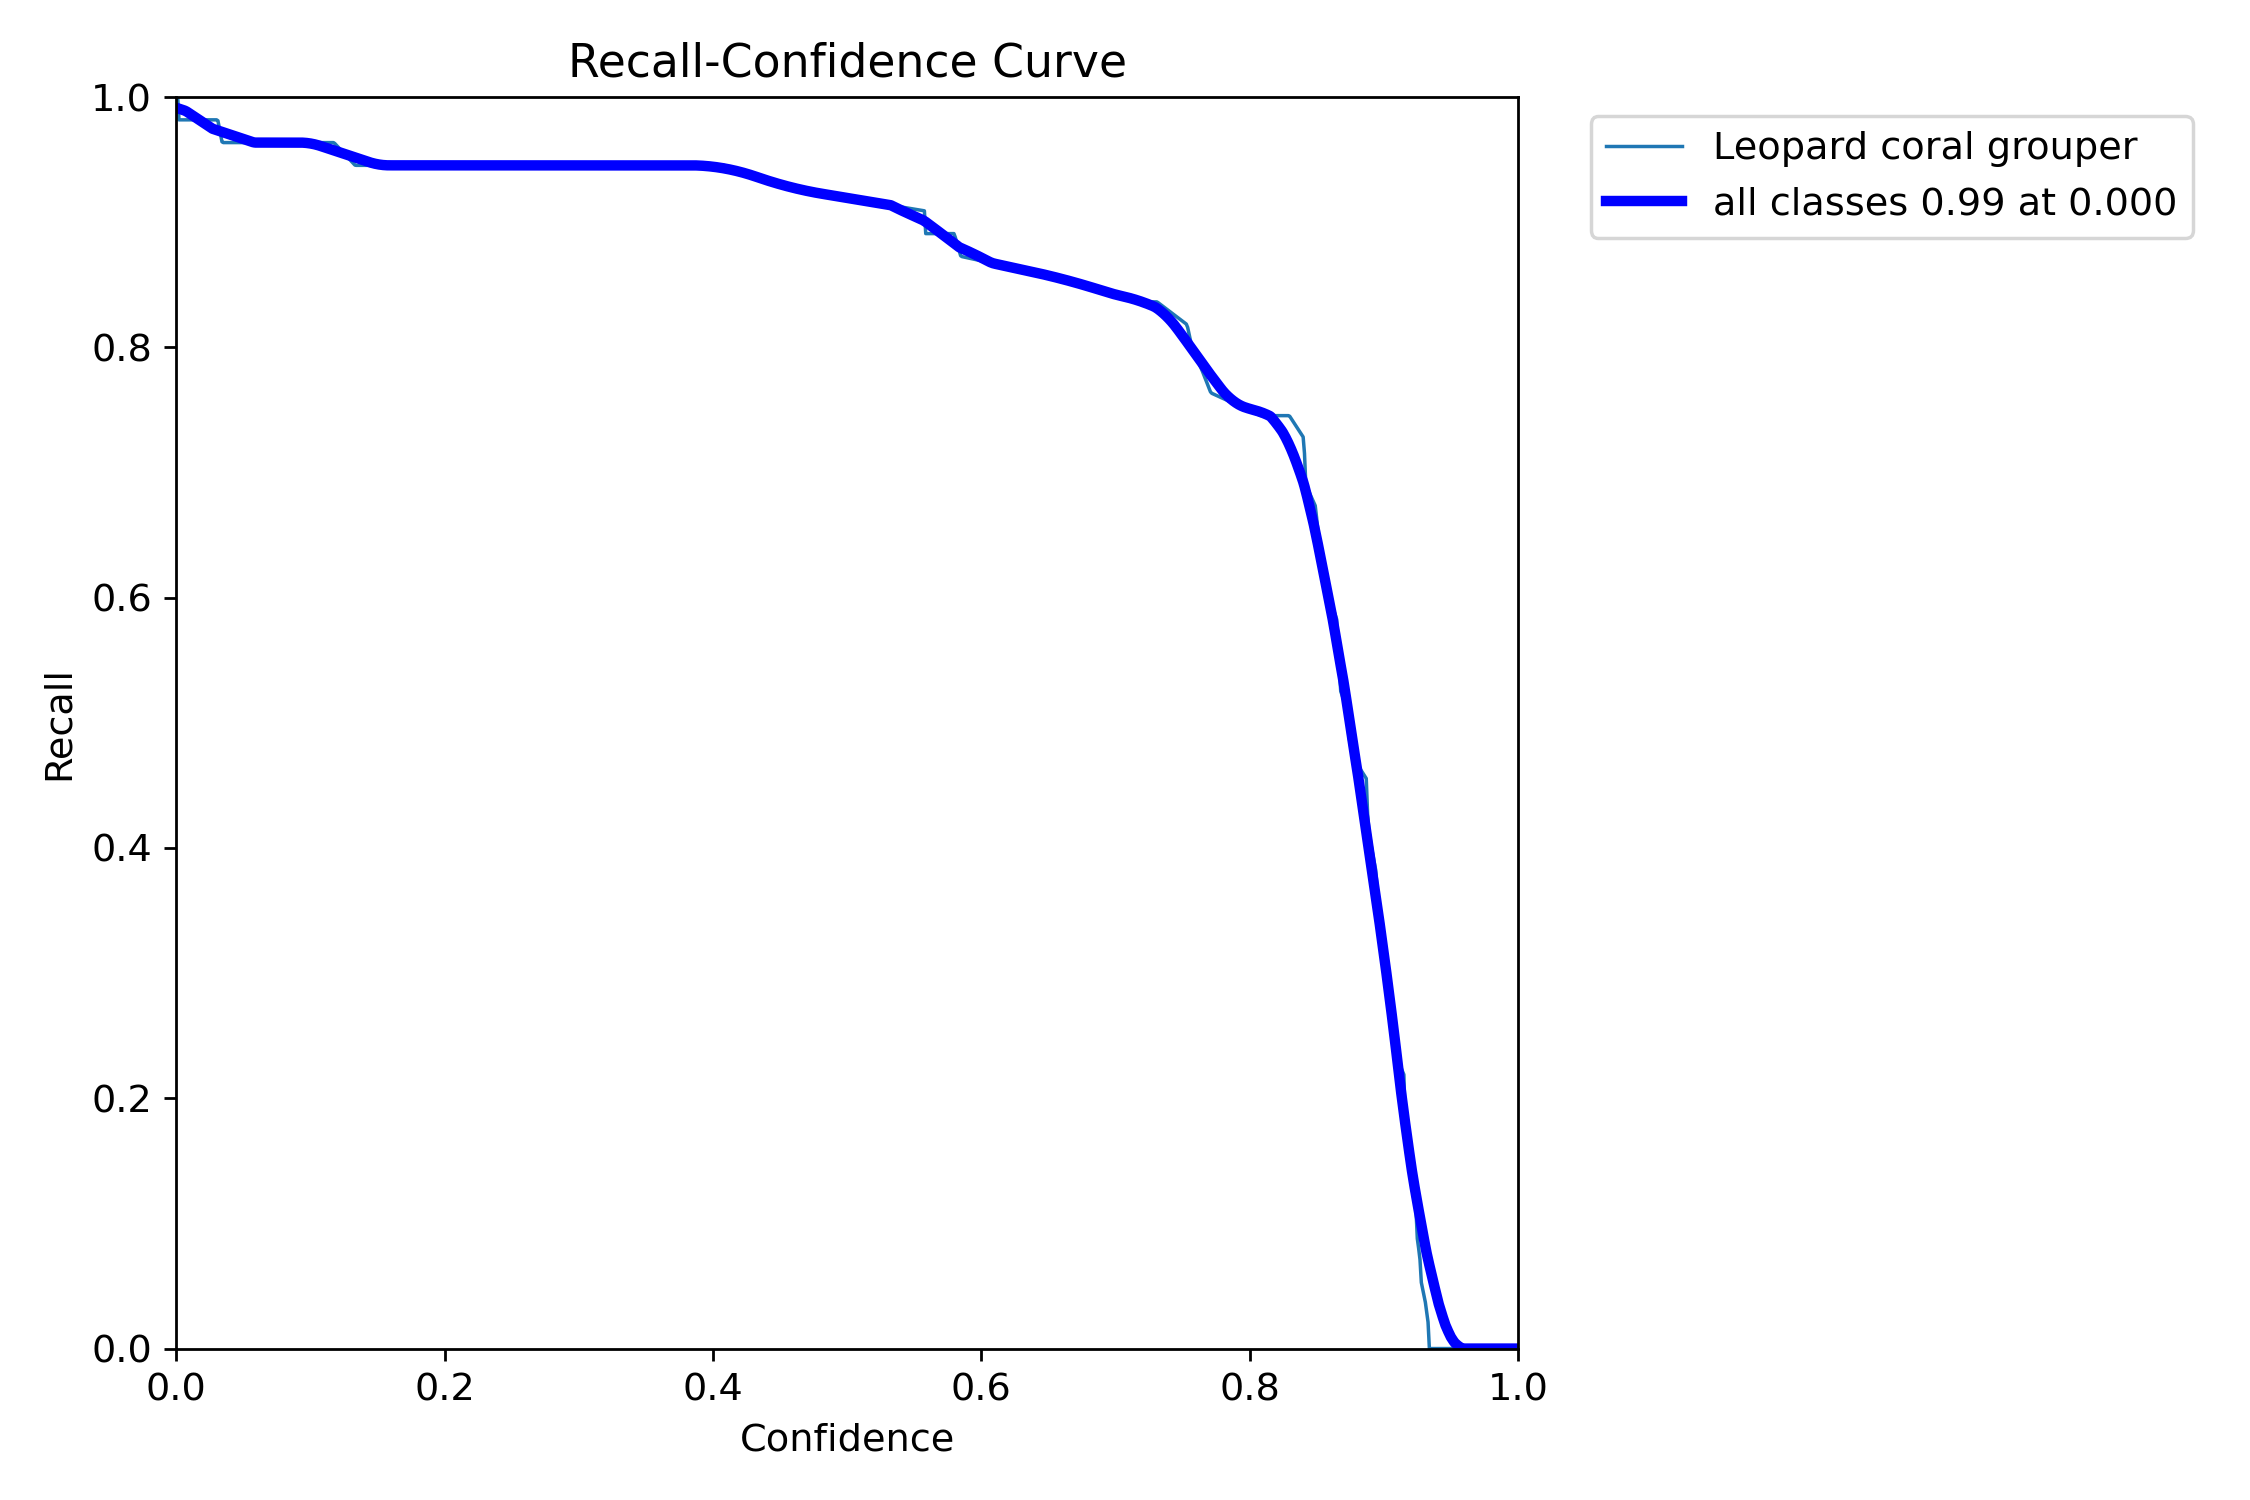 Recall-Confidence Curve
Leopard coral grouper
all classes 0.99 at 0.000
1.0
0.8
0.6
0.4
0.2
0.0
Recall
0.0 0.2 0.4 0.6 0.8 1.0
Confidence